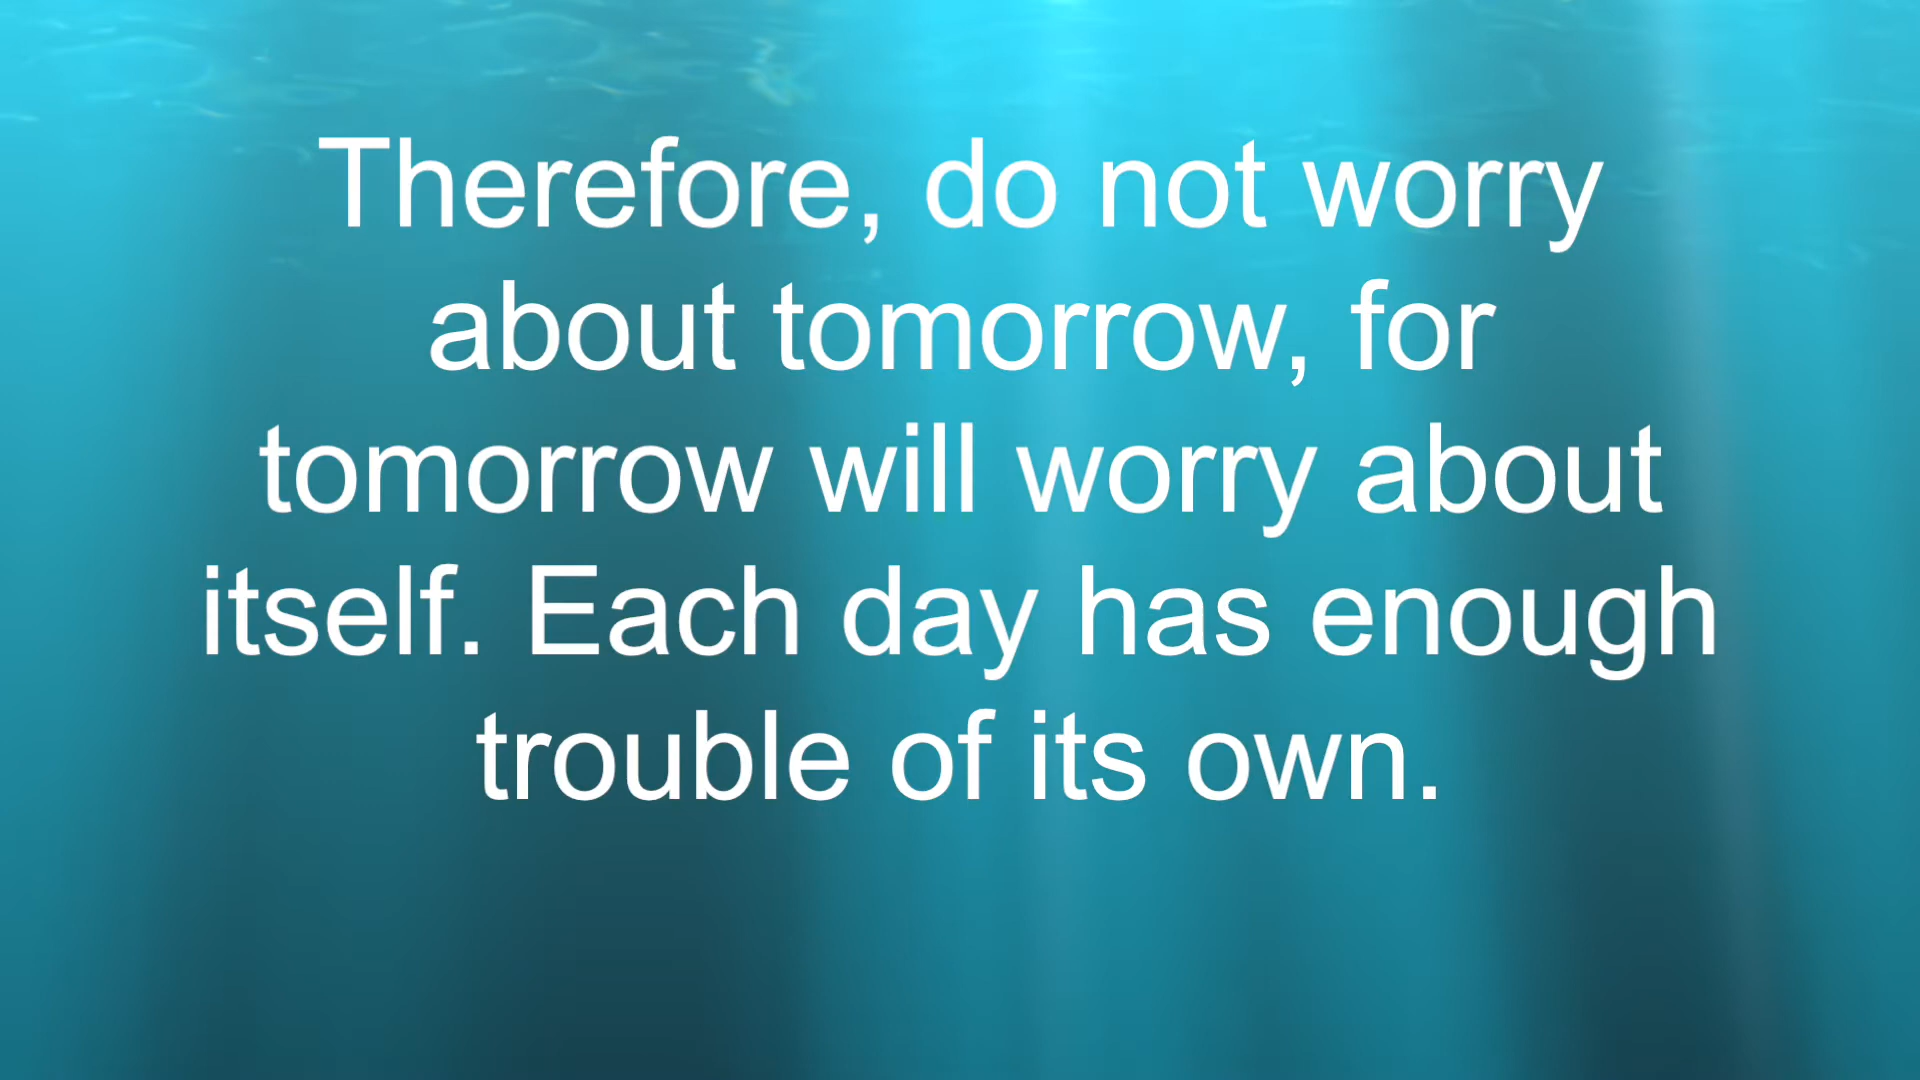 Therefore, do not worry
about tomorrow, for
tomorrow will worry about
itself. Each day has enough
trouble of its own.